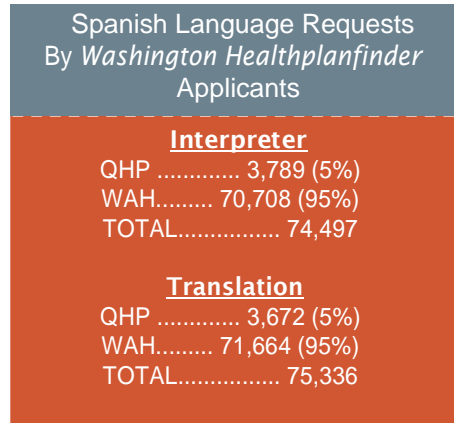 Spanish Language Requests
By Washington Healthplanfinder
Applicants
Interpreter
QHP ............. 3,789 (5%)
WAH......... 70,708 (95%)
TOTAL................ 74,497
Translation
QHP ............. 3,672 (5%)
WAH......... 71,664 (95%)
TOTAL................ 75,336